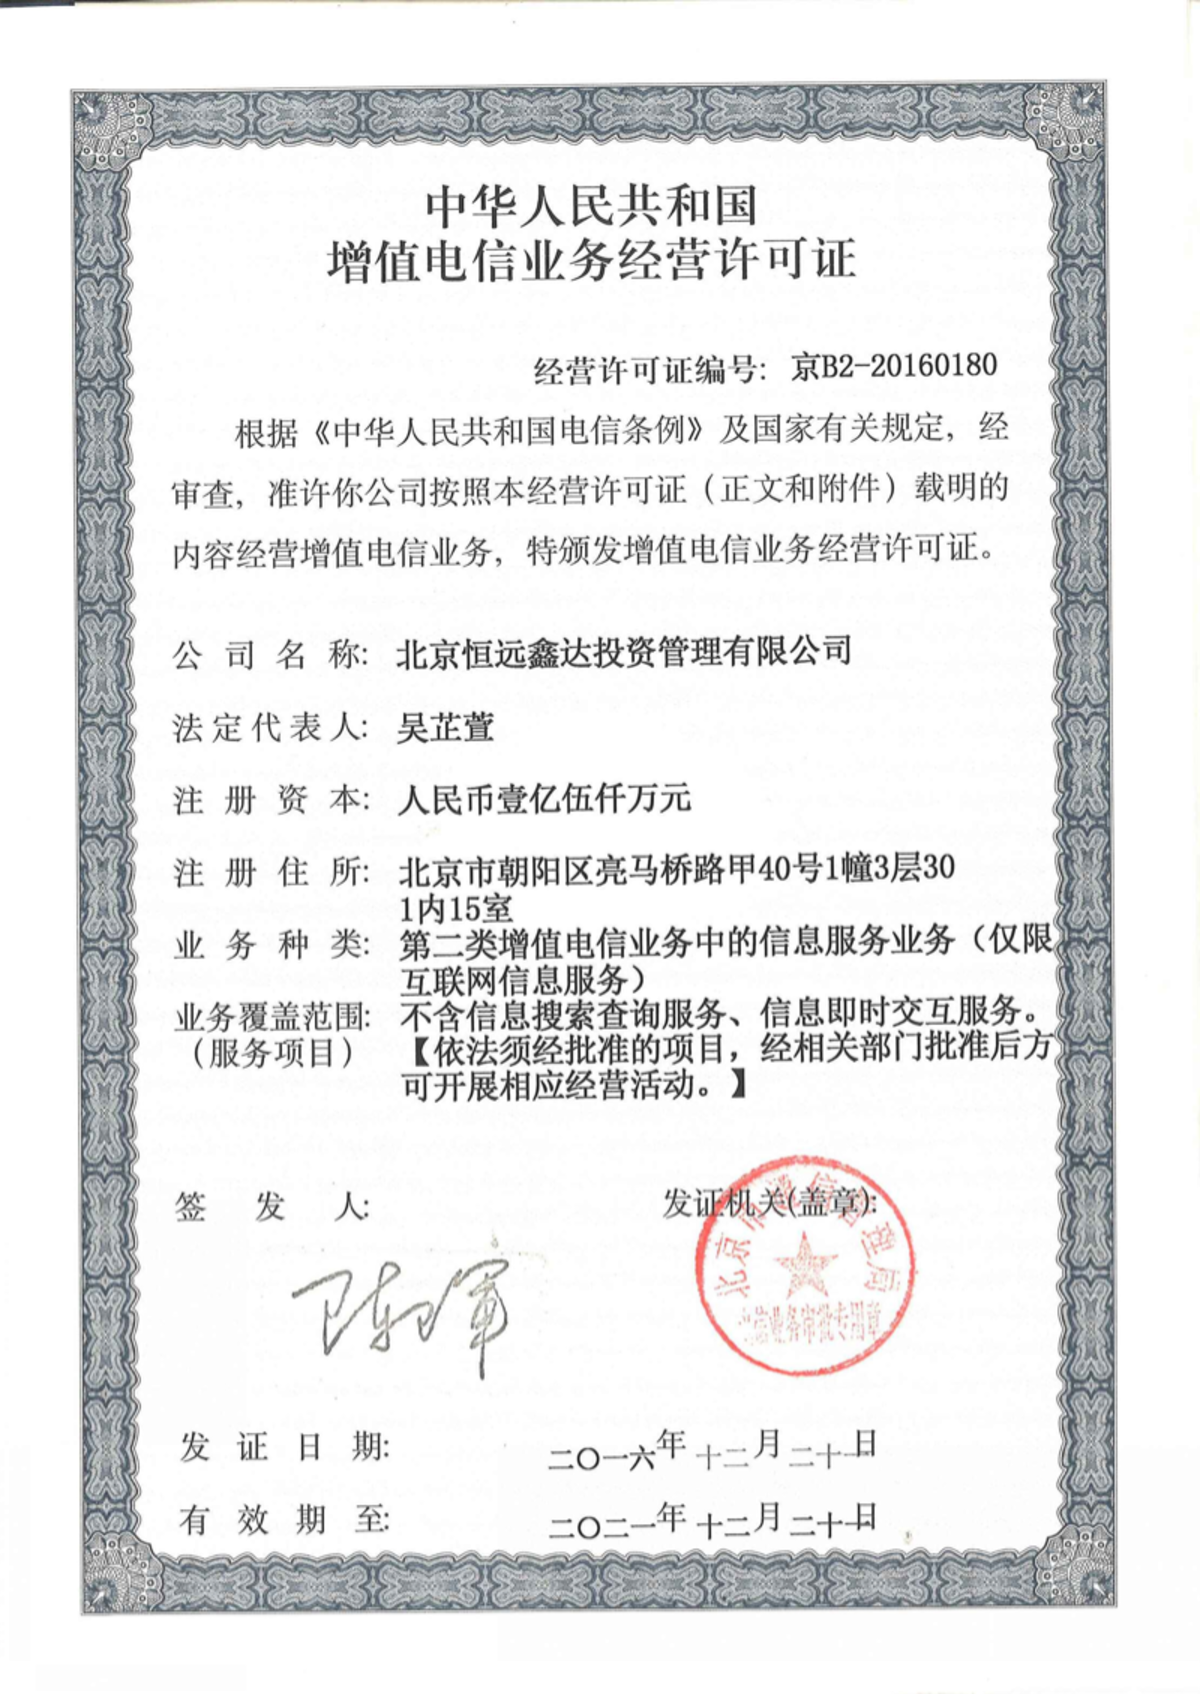 中华人民共和国
增值电信业务经营许可证
经营许可证编号：京B2-20160180
根据《中华人民共和国电信条例》及国家有关规定，经
审查，准许你公司按照本经营许可证（正文和附件）载明的
内容经营增值电信业务，特颁发增值电信业务经营许可证。
公司名称：北京恒远鑫达投资管理有限公司
法定代表人：吴芷萱
注册资本：人民币壹亿伍仟万元
注册住所：北京市朝阳区亮马桥路甲40号1幢3层30
1内15室
业务种类：第二类增值电信业务中的信息服务业务（仅限
互联网信息服务）
业务覆盖范围：不含信息搜索查询服务、信息即时交互服务。
（服务项目）【依法须经批准的项目，经相关部门批准后方
可开展相应经营活动。】
签发人：
发证机关(盖章)：
北京市通信管理局
信业务审批专用章
发证日期：二〇一六年十二月二十一日
有效期至：二〇二一年十二月二十一日